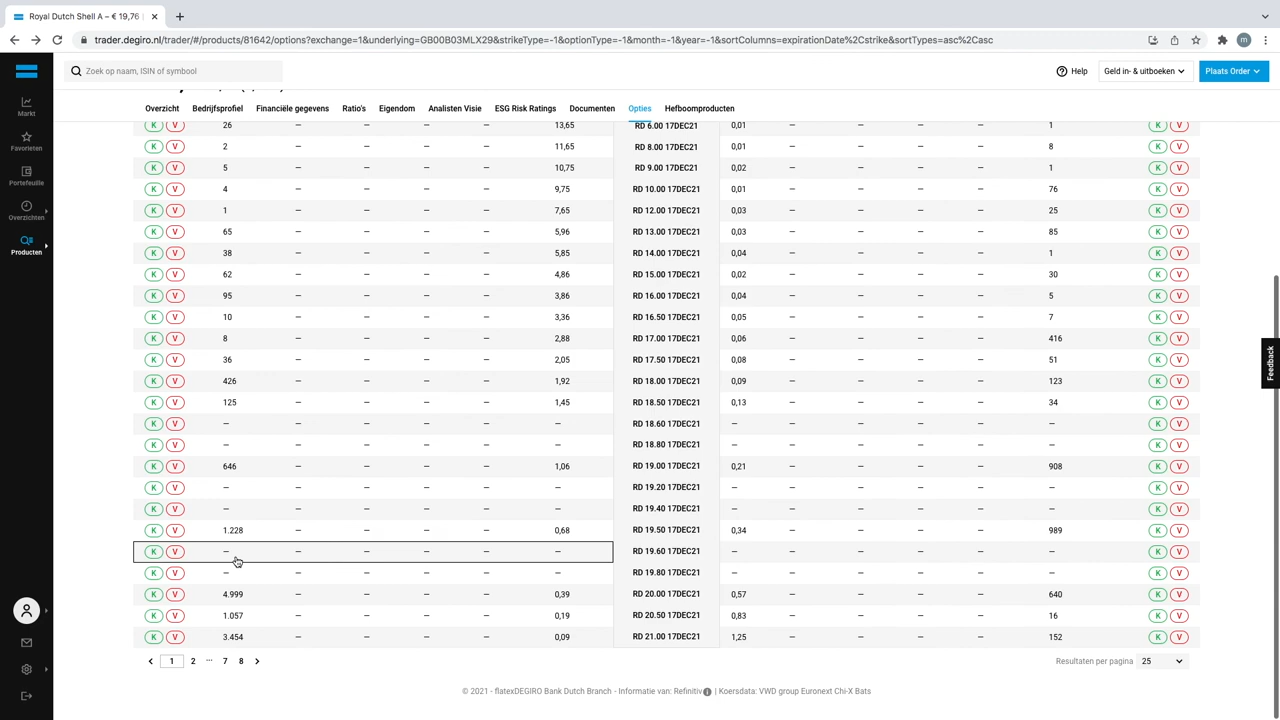 Royal Dutch Shell A – € 19,76
trader.degiro.nl/trader/#/products/81642/options?exchange=1&underlying=GB00B03MLX29&strikeType=-1&optionType=-1&month=-1&year=-1&sortColumns=expirationDate%2Cstrike&sortTypes=asc%2Casc
m
Zoek op naam, ISIN of symbool
Help
Geld in- & uitboeken
Plaats Order
Overzicht Bedrijfsprofiel Financiële gegevens Ratio's Eigendom Analisten Visie ESG Risk Ratings Documenten Opties Hefboomproducten
Markt
Favorieten
Portefeuille
Overzichten
Producten
K V 26 – – – – 13,65 RD 6.00 17DEC21 0,01 – – – 1 K V
K V 2 – – – – 11,65 RD 8.00 17DEC21 0,01 – – – 8 K V
K V 5 – – – – 10,75 RD 9.00 17DEC21 0,02 – – – 1 K V
K V 4 – – – – 9,75 RD 10.00 17DEC21 0,01 – – – 76 K V
K V 1 – – – – 7,65 RD 12.00 17DEC21 0,03 – – – 25 K V
K V 65 – – – – 5,96 RD 13.00 17DEC21 0,03 – – – 85 K V
K V 38 – – – – 5,85 RD 14.00 17DEC21 0,04 – – – 1 K V
K V 62 – – – – 4,86 RD 15.00 17DEC21 0,02 – – – 30 K V
K V 95 – – – – 3,86 RD 16.00 17DEC21 0,04 – – – 5 K V
K V 10 – – – – 3,36 RD 16.50 17DEC21 0,05 – – – 7 K V
K V 8 – – – – 2,88 RD 17.00 17DEC21 0,06 – – – 416 K V
K V 36 – – – – 2,05 RD 17.50 17DEC21 0,08 – – – 51 K V
K V 426 – – – – 1,92 RD 18.00 17DEC21 0,09 – – – 123 K V
K V 125 – – – – 1,45 RD 18.50 17DEC21 0,13 – – – 34 K V
K V – – – – – – RD 18.60 17DEC21 – – – – – K V
K V – – – – – – RD 18.80 17DEC21 – – – – – K V
K V 646 – – – – 1,06 RD 19.00 17DEC21 0,21 – – – 908 K V
K V – – – – – – RD 19.20 17DEC21 – – – – – K V
K V – – – – – – RD 19.40 17DEC21 – – – – – K V
K V 1.228 – – – – 0,68 RD 19.50 17DEC21 0,34 – – – 989 K V
K V – – – – – – RD 19.60 17DEC21 – – – – – K V
K V – – – – – – RD 19.80 17DEC21 – – – – – K V
K V 4.999 – – – – 0,39 RD 20.00 17DEC21 0,57 – – – 640 K V
K V 1.057 – – – – 0,19 RD 20.50 17DEC21 0,83 – – – 16 K V
K V 3.454 – – – – 0,09 RD 21.00 17DEC21 1,25 – – – 152 K V
Feedback
1 2 ... 7 8
Resultaten per pagina 25
© 2021 - flatexDEGIRO Bank Dutch Branch - Informatie van: Refinitiv | Koersdata: VWD group Euronext Chi-X Bats